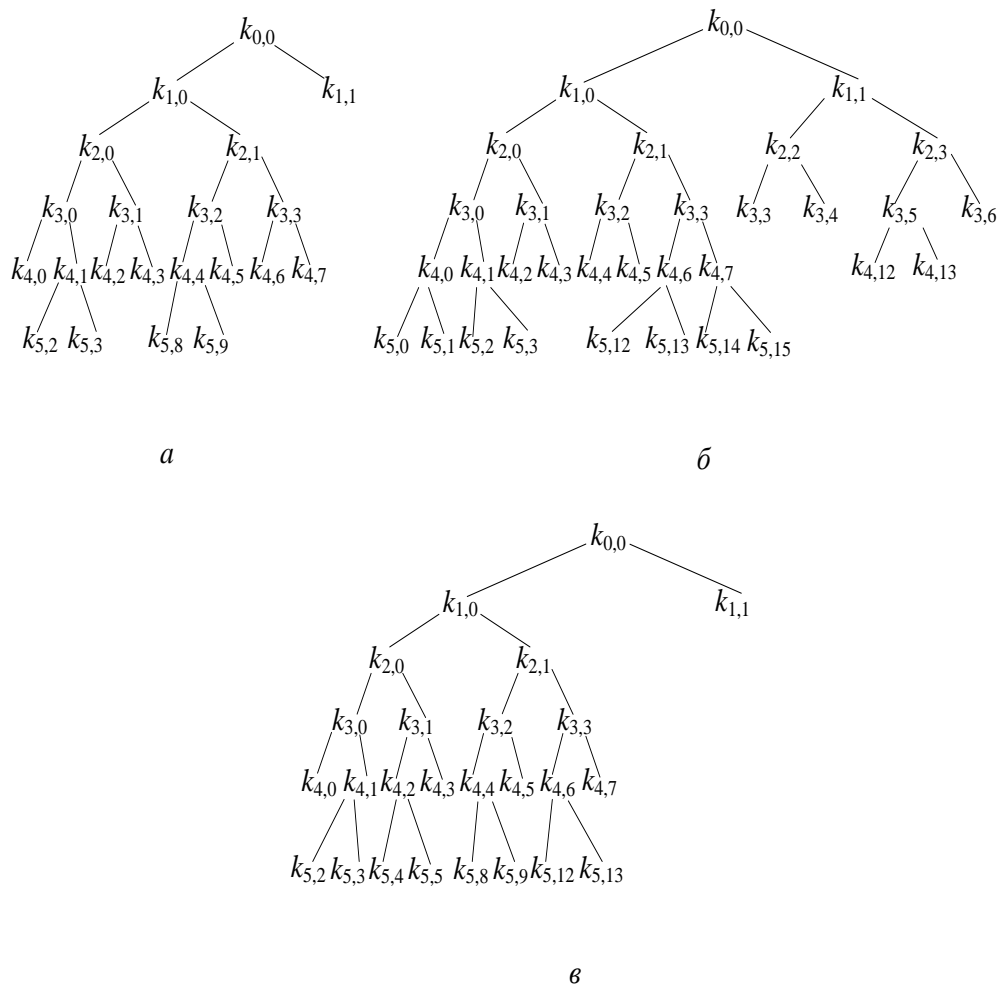 k0,0
k1,0 k1,1
k2,0 k2,1
k3,0 k3,1 k3,2 k3,3
k4,0 k4,1 k4,2 k4,3 k4,4 k4,5 k4,6 k4,7
k5,2 k5,3 k5,8 k5,9
а
k0,0
k1,0 k1,1
k2,0 k2,1 k2,2 k2,3
k3,0 k3,1 k3,2 k3,3 k3,3 k3,4 k3,5 k3,6
k4,0 k4,1 k4,2 k4,3 k4,4 k4,5 k4,6 k4,7 k4,12 k4,13
k5,0 k5,1 k5,2 k5,3 k5,12 k5,13 k5,14 k5,15
б
k0,0
k1,0 k1,1
k2,0 k2,1
k3,0 k3,1 k3,2 k3,3
k4,0 k4,1 k4,2 k4,3 k4,4 k4,5 k4,6 k4,7
k5,2 k5,3 k5,4 k5,5 k5,8 k5,9 k5,12 k5,13
в